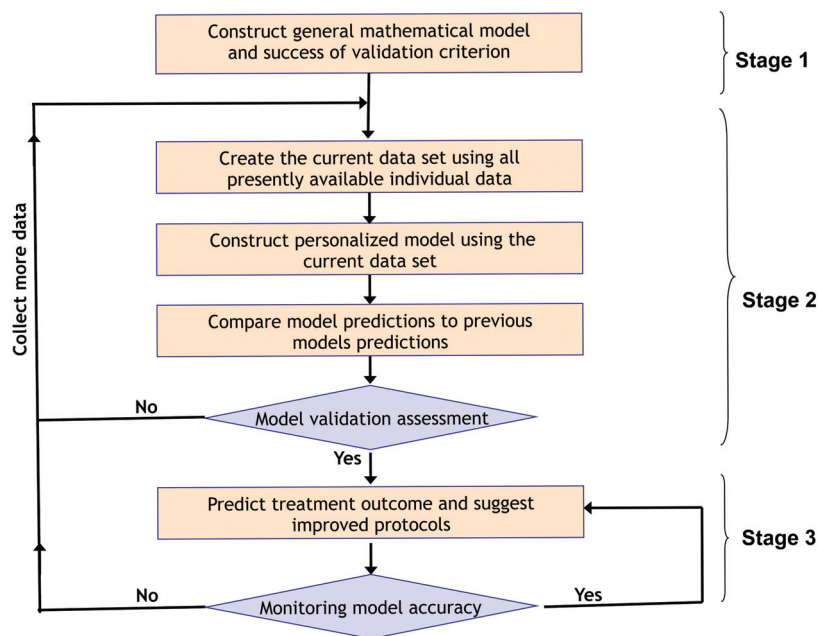 Construct general mathematical model
and success of validation criterion
Stage 1
Create the current data set using all
presently available individual data
Construct personalized model using the
current data set
Collect more data
Stage 2
Compare model predictions to previous
models predictions
No
Model validation assessment
Yes
Predict treatment outcome and suggest
improved protocols
Stage 3
No
Monitoring model accuracy
Yes